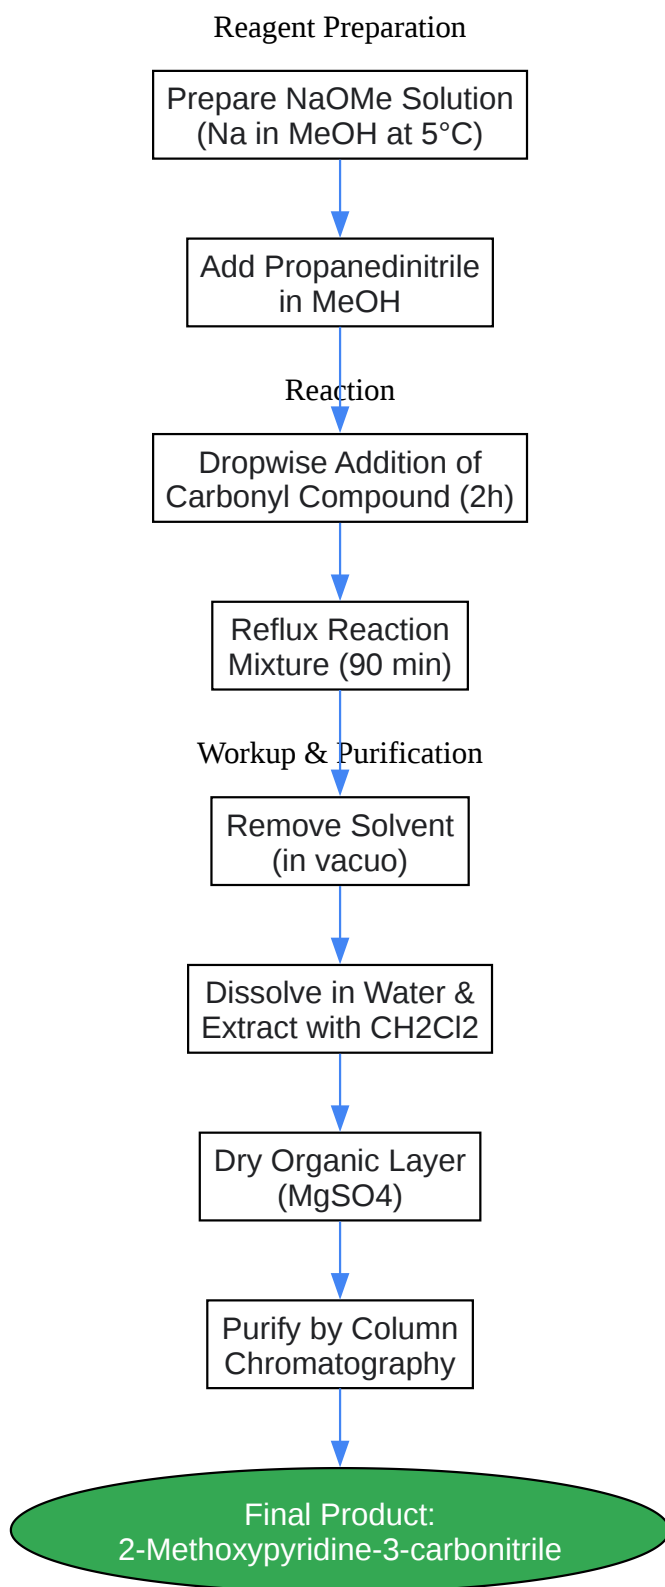 Reagent Preparation
Prepare NaOMe Solution
(Na in MeOH at 5°C)
Add Propanedinitrile
in MeOH
Reaction
Dropwise Addition of
Carbonyl Compound (2h)
Reflux Reaction
Mixture (90 min)
Workup & Purification
Remove Solvent
(in vacuo)
Dissolve in Water &
Extract with CH2Cl2
Dry Organic Layer
(MgSO4)
Purify by Column
Chromatography
Final Product:
2-Methoxypyridine-3-carbonitrile